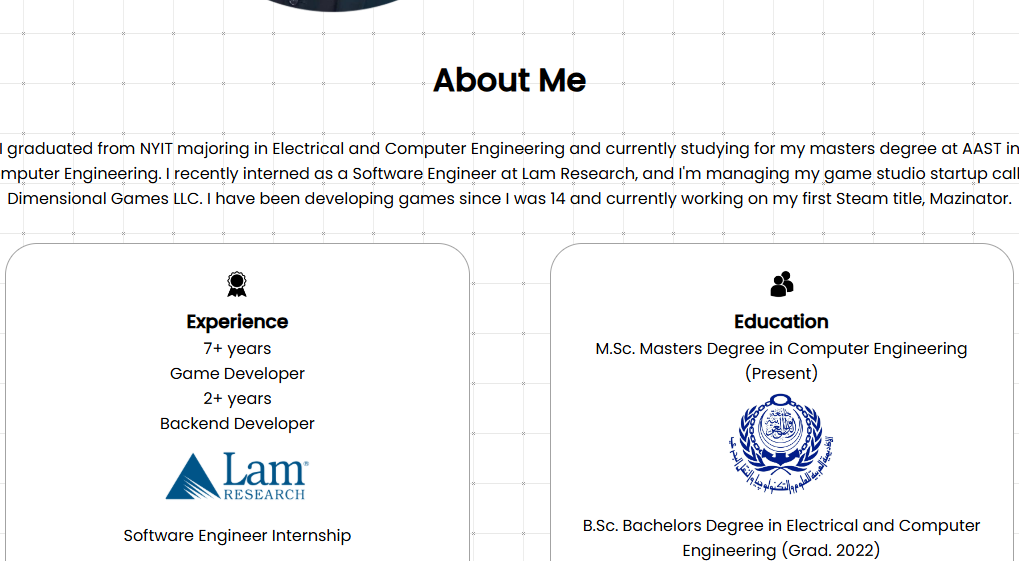 About Me
I graduated from NYIT majoring in Electrical and Computer Engineering and currently studying for my masters degree at AAST in
mputer Engineering. I recently interned as a Software Engineer at Lam Research, and I'm managing my game studio startup call
Dimensional Games LLC. I have been developing games since I was 14 and currently working on my first Steam title, Mazinator.
Experience
7+ years
Game Developer
2+ years
Backend Developer
Lam
RESEARCH
Software Engineer Internship
Education
M.Sc. Masters Degree in Computer Engineering
(Present)
B.Sc. Bachelors Degree in Electrical and Computer
Engineering (Grad. 2022)